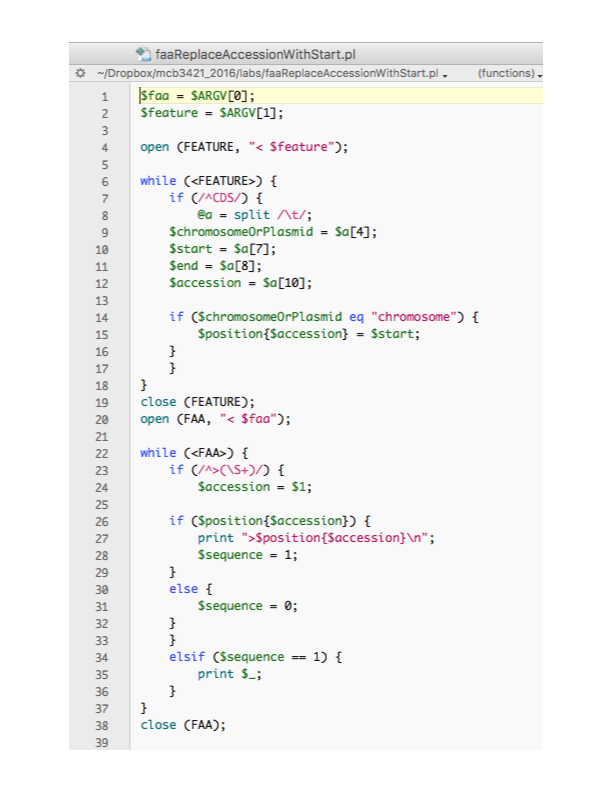 faaReplaceAccessionWithStart.pl
~/Dropbox/mcb3421_2016/labs/faaReplaceAccessionWithStart.pl (functions)
1 $faa = $ARGV[0];
2 $feature = $ARGV[1];
3
4 open (FEATURE, "< $feature");
5
6 while (<FEATURE>) {
7 if (/^CDS/) {
8 @a = split /\t/;
9 $chromosomeOrPlasmid = $a[4];
10 $start = $a[7];
11 $end = $a[8];
12 $accession = $a[10];
13
14 if ($chromosomeOrPlasmid eq "chromosome") {
15 $position{$accession} = $start;
16 }
17 }
18 }
19 close (FEATURE);
20 open (FAA, "< $faa");
21
22 while (<FAA>) {
23 if (/^>(\S+)/) {
24 $accession = $1;
25
26 if ($position{$accession}) {
27 print ">$position{$accession}\n";
28 $sequence = 1;
29 }
30 else {
31 $sequence = 0;
32 }
33 }
34 elsif ($sequence == 1) {
35 print $_;
36 }
37 }
38 close (FAA);
39